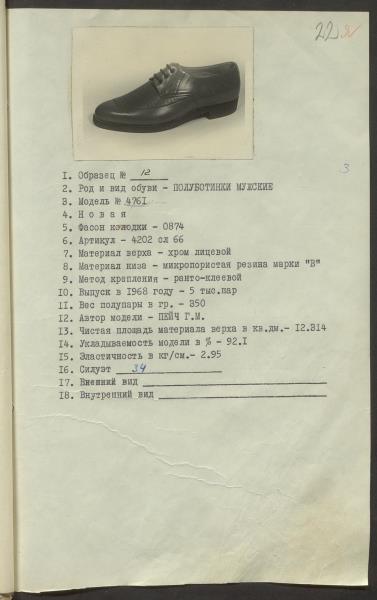 22
3
1. Образец № 12
2. Род и вид обуви - ПОЛУБОТИНКИ МУЖСКИЕ
3. Модель № 4761
4. Н о в а я
5. Фасон колодки - 0874
6. Артикул - 4202 сл 66
7. Материал верха - хром лицевой
8. Материал низа - микропористая резина марки "В"
9. Метод крепления - ранто-клеевой
10. Выпуск в 1968 году - 5 тыс.пар
11. Вес полупары в гр. - 350
12. Автор модели - ПЕЙЧ Г.М.
13. Чистая площадь материала верха в кв.дм.- 12.314
14. Укладываемость модели в % - 92.1
15. Эластичность в кг/см.- 2.95
16. Силуэт 34
17. Внешний вид
18. Внутренний вид